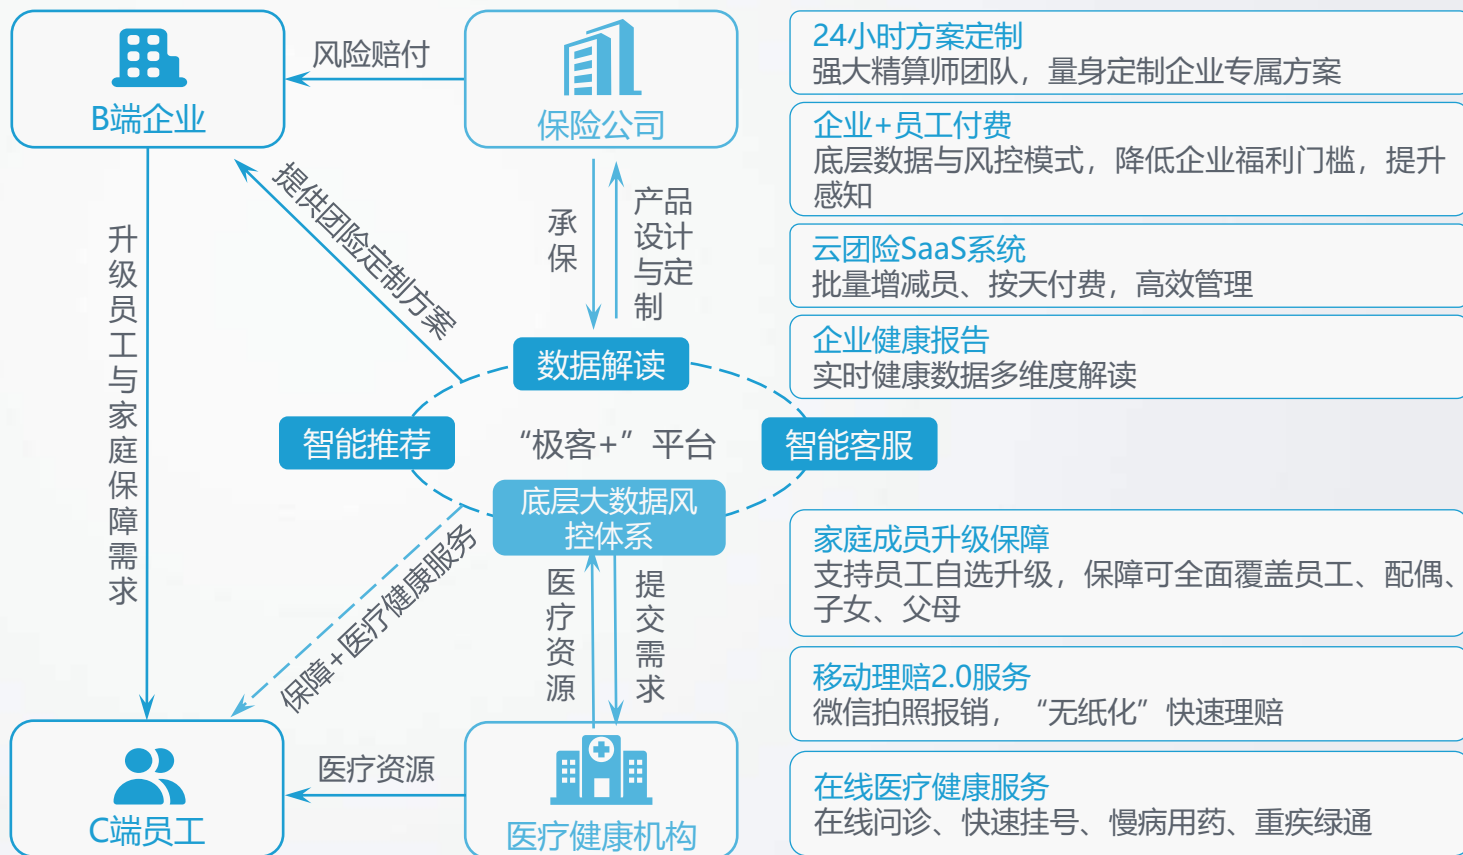 B端企业
风险赔付
保险公司
提供团险定制方案
承
保
产品
设计
与定
制
升
级
员
工
与
家
庭
保
障
需
求
数据解读
智能推荐
“极客+”平台
智能客服
底层大数据风
控体系
保障+医疗健康服务
医
疗
资
源
提
交
需
求
C端员工
医疗资源
医疗健康机构
24小时方案定制
强大精算师团队，量身定制企业专属方案
企业+员工付费
底层数据与风控模式，降低企业福利门槛，提升
感知
云团险SaaS系统
批量增减员、按天付费，高效管理
企业健康报告
实时健康数据多维度解读
家庭成员升级保障
支持员工自选升级，保障可全面覆盖员工、配偶、
子女、父母
移动理赔2.0服务
微信拍照报销，“无纸化”快速理赔
在线医疗健康服务
在线问诊、快速挂号、慢病用药、重疾绿通